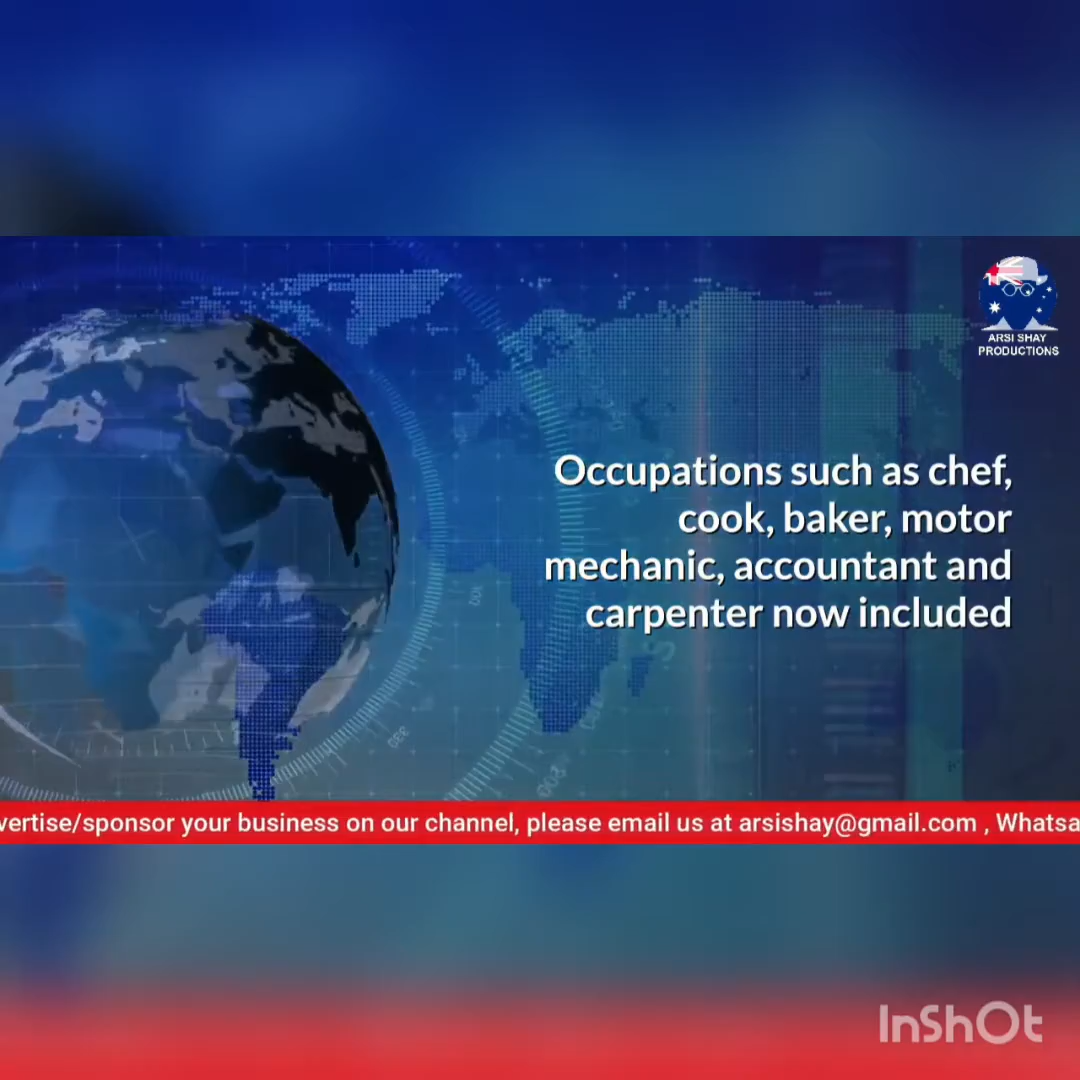 ARSI SHAY
PRODUCTIONS
Occupations such as chef,
cook, baker, motor
mechanic, accountant and
carpenter now included
vertise/sponsor your business on our channel, please email us at arsishay@gmail.com , Whatsa
InShOt